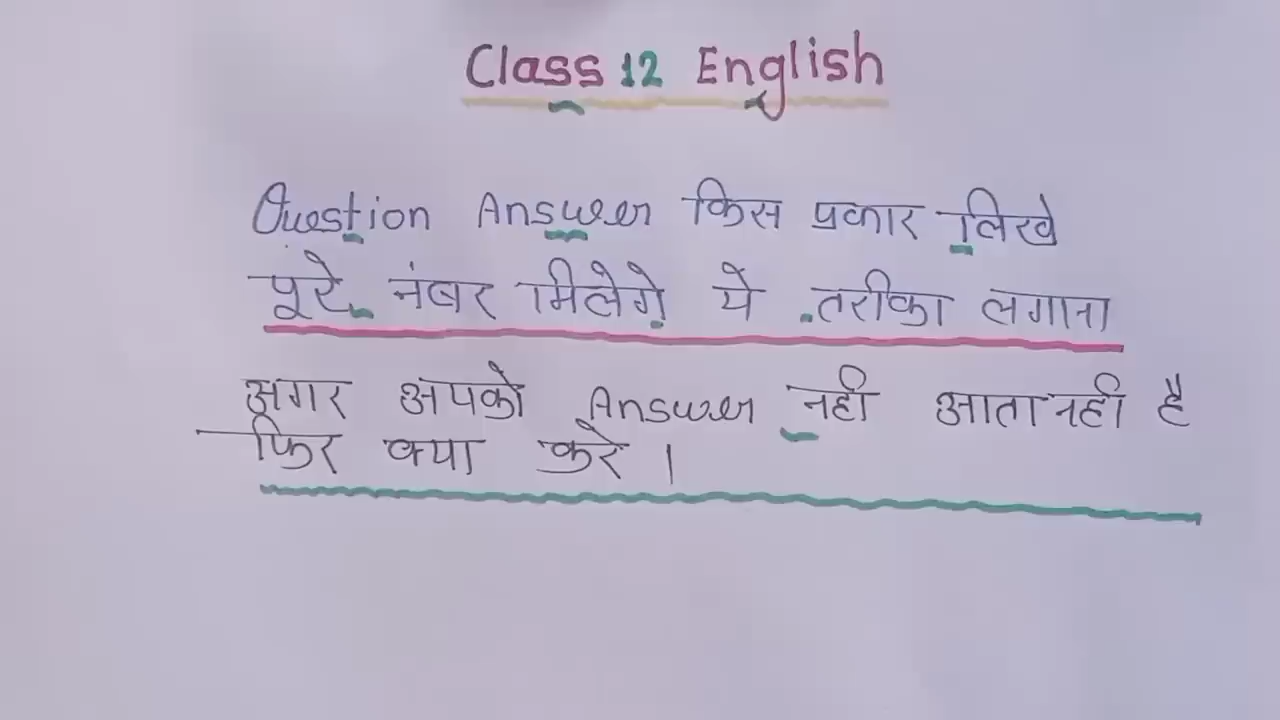 Class 12 English
Question Answer किस प्रकार लिखे
पूरे नंबर मिलेगे ये तरीका लगाना
अगर आपको Answer नही आता नही है
फिर क्या करे ।